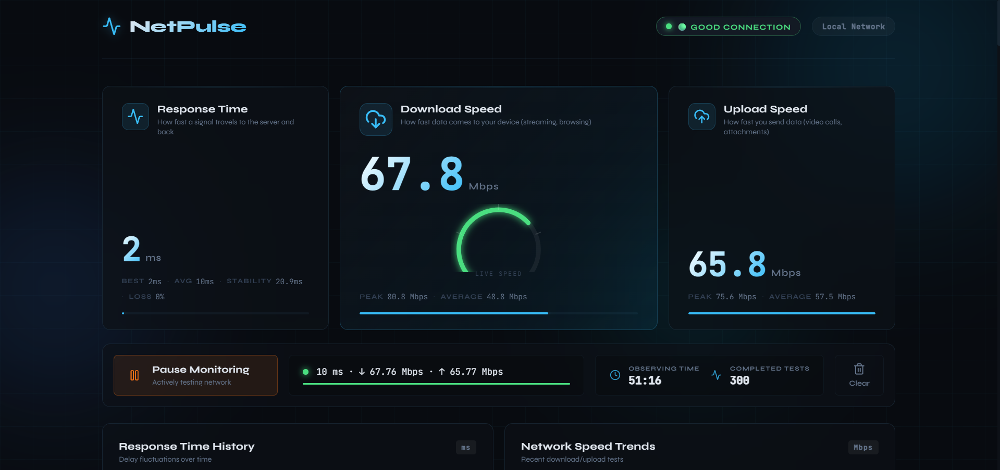 NetPulse
GOOD CONNECTION
Local Network
Response Time
How fast a signal travels to the server and
back
2 ms
BEST 2ms · AVG 10ms · STABILITY 20.9ms
· LOSS 0%
Download Speed
How fast data comes to your device (streaming, browsing)
67.8 Mbps
LIVE SPEED
PEAK 80.8 Mbps · AVERAGE 48.8 Mbps
Upload Speed
How fast you send data (video calls,
attachments)
65.8 Mbps
PEAK 75.6 Mbps · AVERAGE 57.5 Mbps
Pause Monitoring
Actively testing network
10 ms · ↓ 67.76 Mbps · ↑ 65.77 Mbps
OBSERVING TIME
51:16
COMPLETED TESTS
300
Clear
Response Time History
Delay fluctuations over time
ms
Network Speed Trends
Recent download/upload tests
Mbps